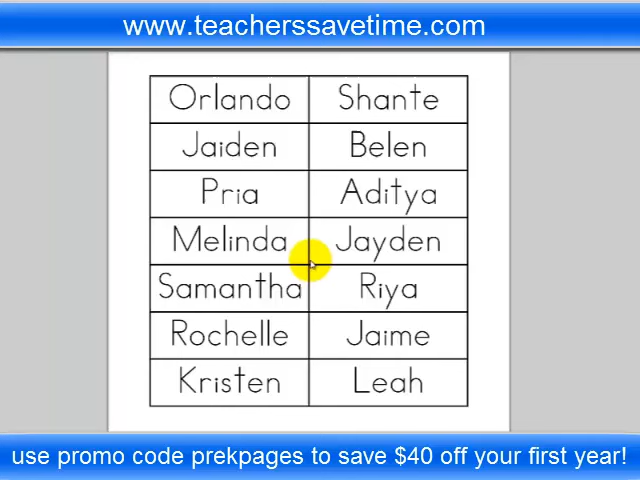 www.teacherssavetime.com
Orlando Shante
Jaiden Belen
Pria Aditya
Melinda Jayden
Samantha Riya
Rochelle Jaime
Kristen Leah
use promo code prekpages to save $40 off your first year!